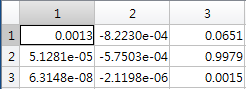 1 2 3
1 0.0013 -8.2230e-04 0.0651
2 5.1281e-05 -5.7503e-04 0.9979
3 6.3148e-08 -2.1198e-06 0.0015